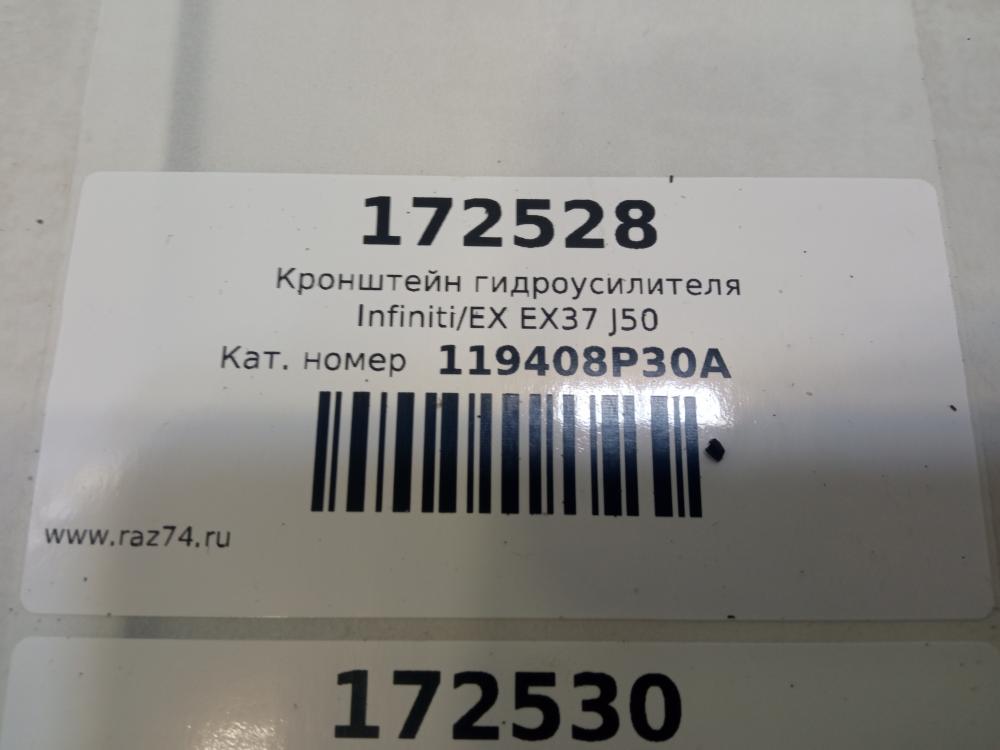 172528
Кронштейн гидроусилителя
Infiniti/EX EX37 J50
Кат. номер 119408P30A
www.raz74.ru
172530